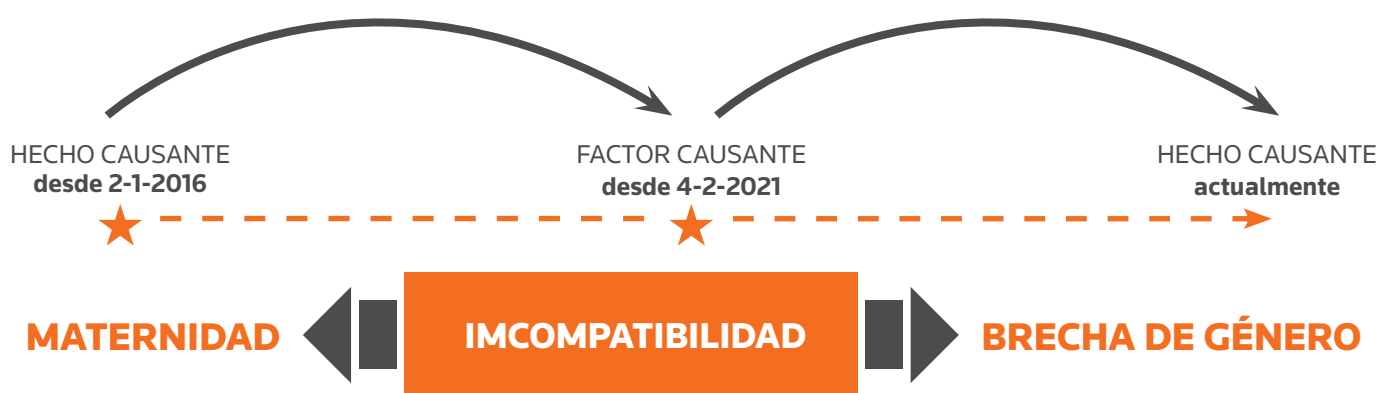 HECHO CAUSANTE
desde 2-1-2016
FACTOR CAUSANTE
desde 4-2-2021
HECHO CAUSANTE
actualmente
MATERNIDAD
IMCOMPATIBILIDAD
BRECHA DE GÉNERO